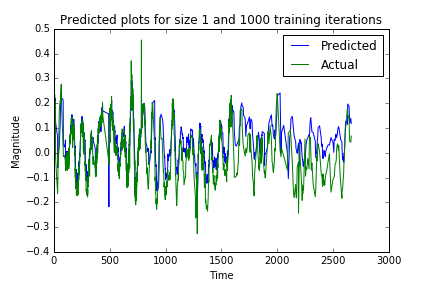 Predicted plots for size 1 and 1000 training iterations
0.5
0.4
0.3
0.2
0.1
0.0
−0.1
−0.2
−0.3
−0.4
Magnitude
Predicted
Actual
0 500 1000 1500 2000 2500 3000
Time